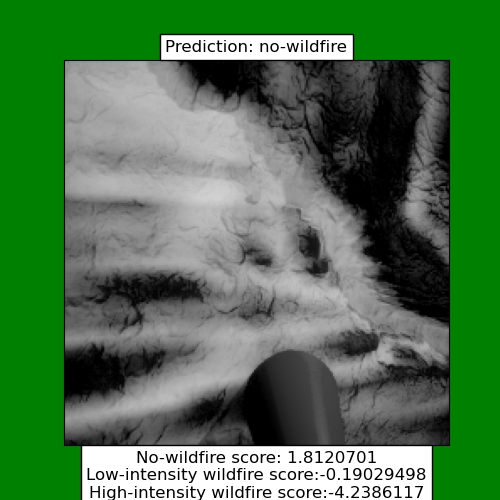 Prediction: no-wildfire
No-wildfire score: 1.8120701
Low-intensity wildfire score:-0.19029498
High-intensity wildfire score:-4.2386117